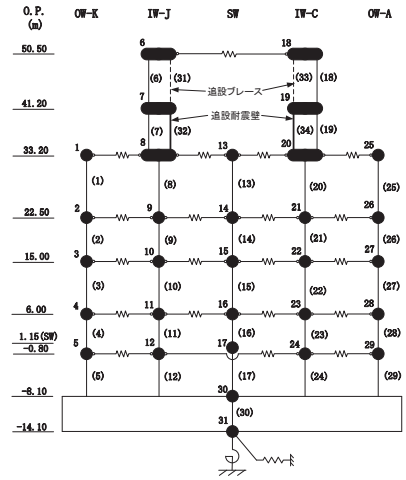 O.P.
(m)
OW-K IW-J SW IW-C OW-A
50.50 6 18
(6) (31) (33) (18)
追設ブレース
41.20 7 19
追設耐震壁
(7) (32) (34) (19)
33.20 1 8 13 20 25
(1) (8) (13) (20) (25)
22.50 2 9 14 21 26
(2) (9) (14) (21) (26)
15.00 3 10 15 22 27
(3) (10) (15) (22) (27)
6.00 4 11 16 23 28
(4) (11) (16) (23) (28)
1.15(SW) 17
-0.80 5 12 24 29
(5) (12) (17) (24) (29)
-8.10 30
(30)
-14.10 31